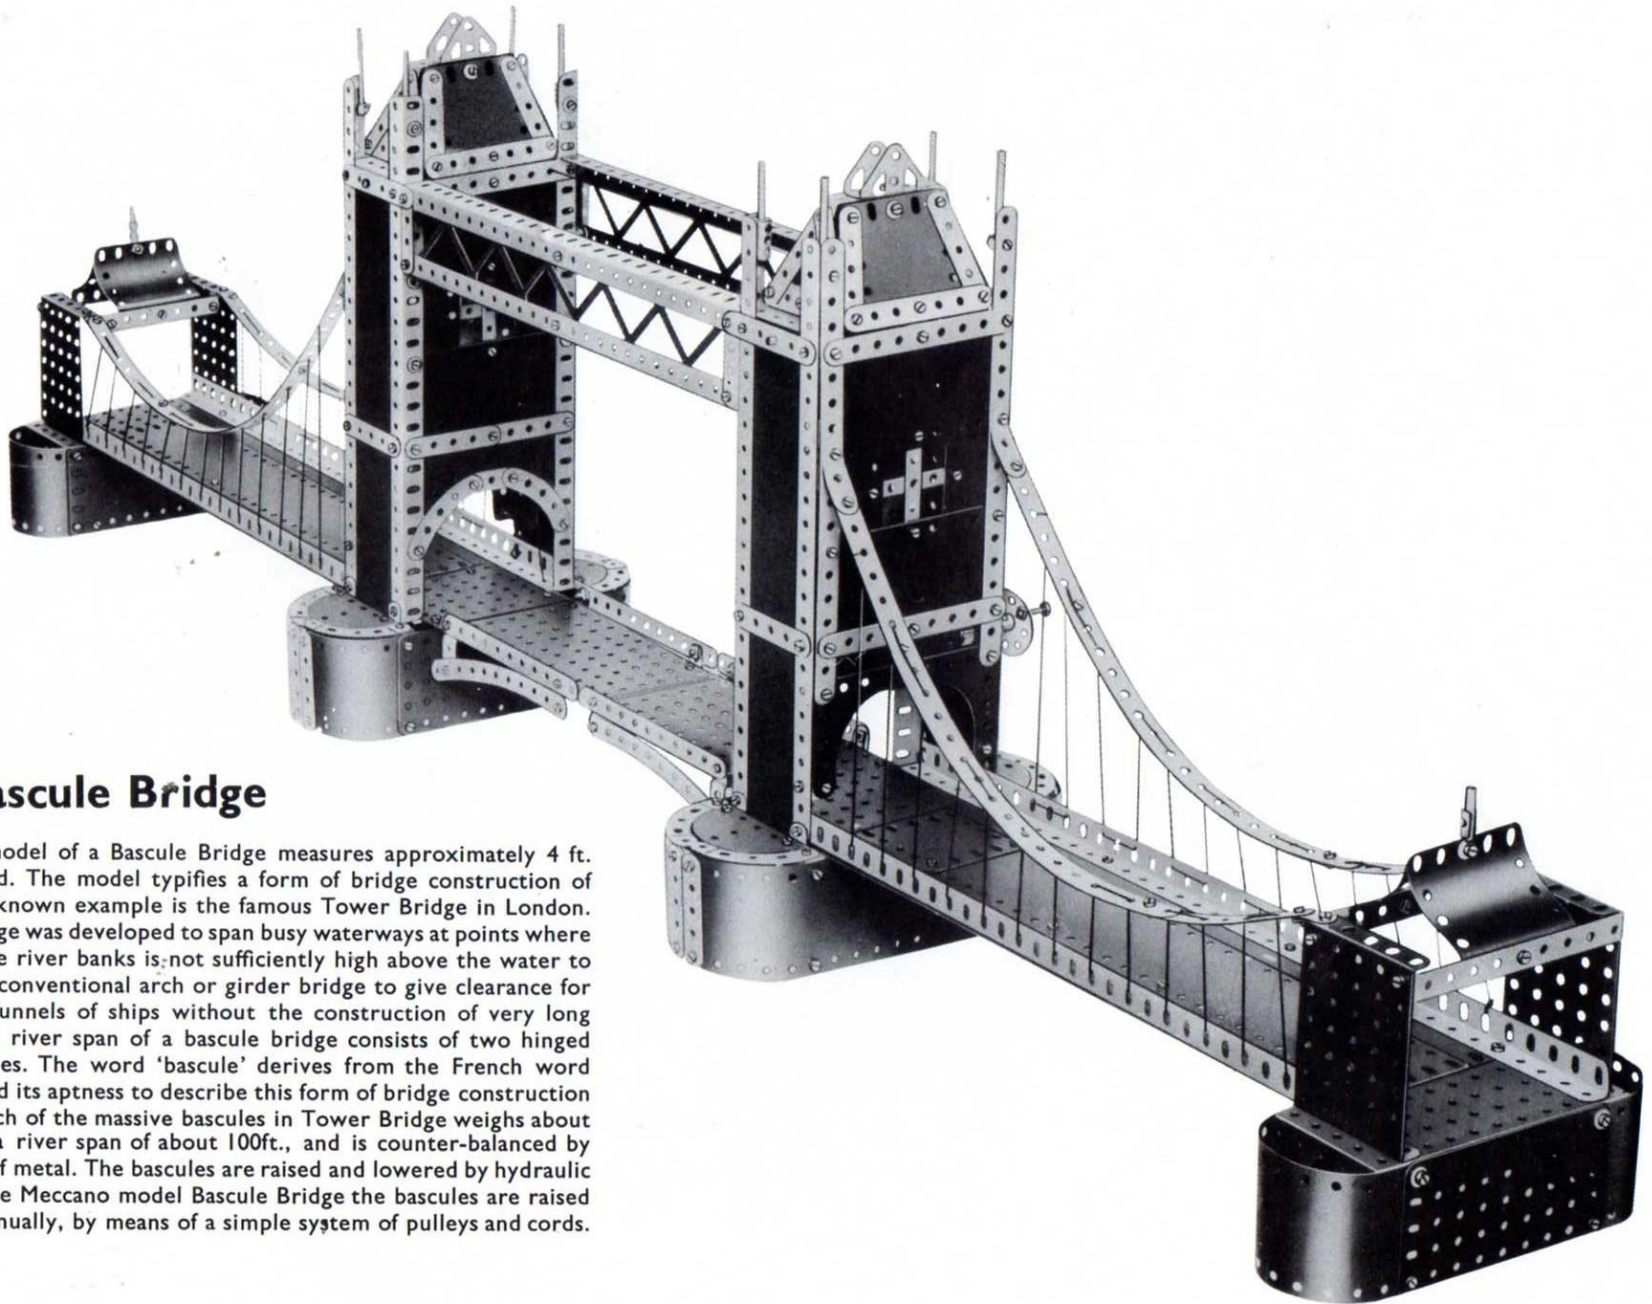 ascule Bridge
odel of a Bascule Bridge measures approximately 4 ft.
d. The model typifies a form of bridge construction of
known example is the famous Tower Bridge in London.
ge was developed to span busy waterways at points where
e river banks is not sufficiently high above the water to
conventional arch or girder bridge to give clearance for
unnels of ships without the construction of very long
river span of a bascule bridge consists of two hinged
es. The word ‘bascule’ derives from the French word
d its aptness to describe this form of bridge construction
ch of the massive bascules in Tower Bridge weighs about
a river span of about 100ft., and is counter-balanced by
f metal. The bascules are raised and lowered by hydraulic
e Meccano model Bascule Bridge the bascules are raised
nually, by means of a simple system of pulleys and cords.